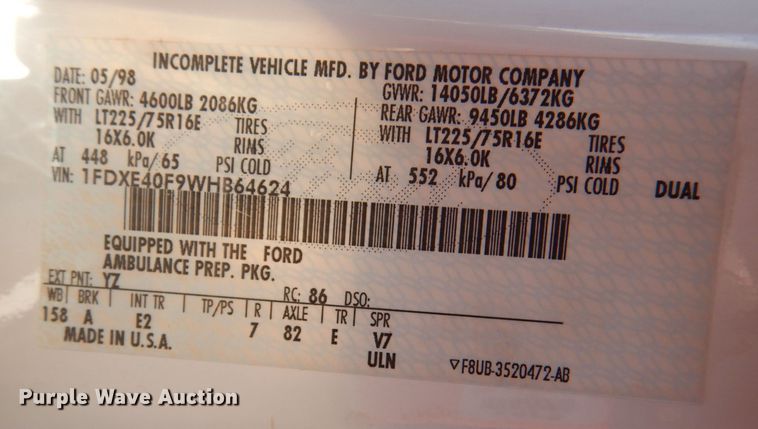 INCOMPLETE VEHICLE MFD. BY FORD MOTOR COMPANY
DATE: 05/98 GVWR: 14050LB/6372KG
FRONT GAWR: 4600LB 2086KG REAR GAWR: 9450LB 4286KG
WITH LT225/75R16E TIRES WITH LT225/75R16E TIRES
16X6.0K RIMS 16X6.0K RIMS
AT 448 kPa/65 PSI COLD AT 552 kPa/80 PSI COLD DUAL
VIN: 1FDXE40F9WHB64624
EQUIPPED WITH THE FORD
AMBULANCE PREP. PKG.
EXT PNT: YZ RC: 86 DSO:
WB BRK INT TR TP/PS R AXLE TR SPR
158 A E2 7 82 E V7
MADE IN U.S.A. ULN
▽F8UB-3520472-AB
Purple Wave Auction